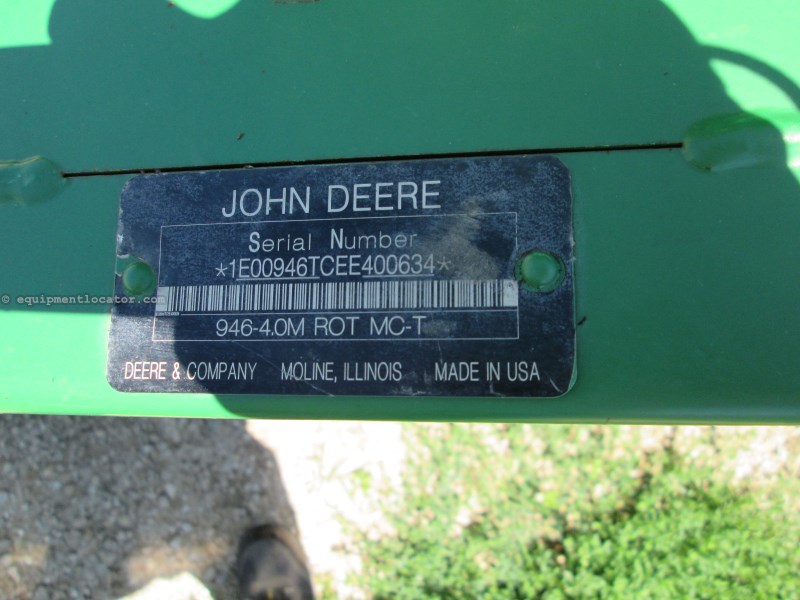 JOHN DEERE
Serial Number
*1E00946TCEE400634*
946-4.0M ROT MC-T
DEERE & COMPANY MOLINE, ILLINOIS MADE IN USA
© equipmentlocator.com